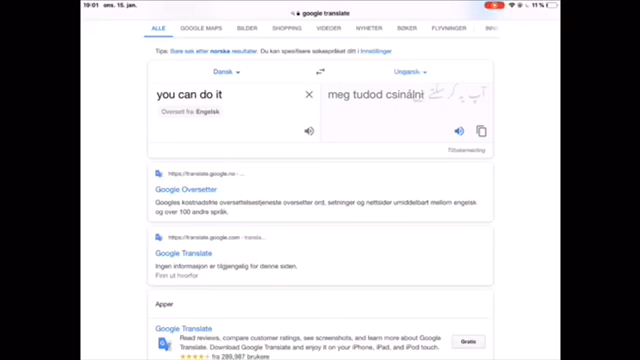 19:01 ons. 15. jan.
11 %
google translate
ALLE GOOGLE MAPS BILDER SHOPPING VIDEOER NYHETER BØKER FLYVNINGER
Tips: Bare søk etter norske resultater. Du kan spesifisere søkespråket ditt i Innstillinger
Dansk Ungarsk
you can do it
Oversett fra Engelsk
meg tudod csinálni
Tilbakemelding
https://translate.google.no › ...
Google Oversetter
Googles kostnadsfrie oversettelsestjeneste oversetter ord, setninger og nettsider umiddelbart mellom engelsk
og over 100 andre språk.
https://translate.google.com › transla...
Google Translate
Ingen informasjon er tilgjengelig for denne siden.
Finn ut hvorfor
Apper
Google Translate
Read reviews, compare customer ratings, see screenshots, and learn more about Google
Translate. Download Google Translate and enjoy it on your iPhone, iPad, and iPod touch.
fra 289,987 brukere
Gratis